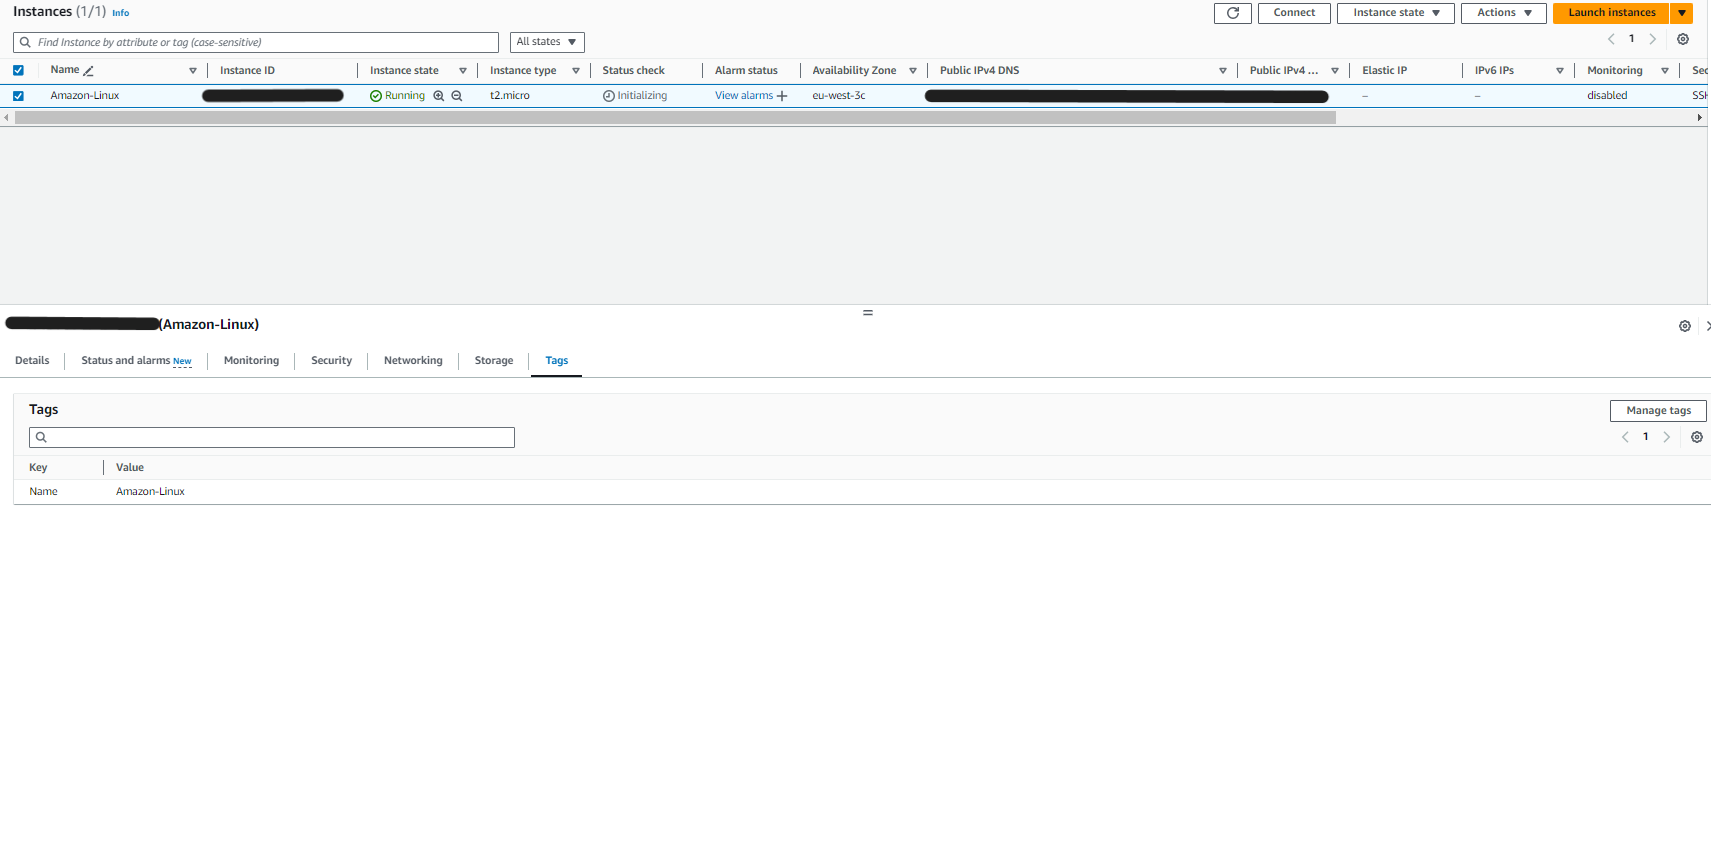 Instances (1/1) Info
Connect Instance state Actions Launch instances
Find Instance by attribute or tag (case-sensitive) All states 1
Name Instance ID Instance state Instance type Status check Alarm status Availability Zone Public IPv4 DNS Public IPv4 ... Elastic IP IPv6 IPs Monitoring Sec
Amazon-Linux Running t2.micro Initializing View alarms + eu-west-3c – – disabled SSH
(Amazon-Linux)
Details Status and alarms New Monitoring Security Networking Storage Tags
Tags
Manage tags
1
Key Value
Name Amazon-Linux